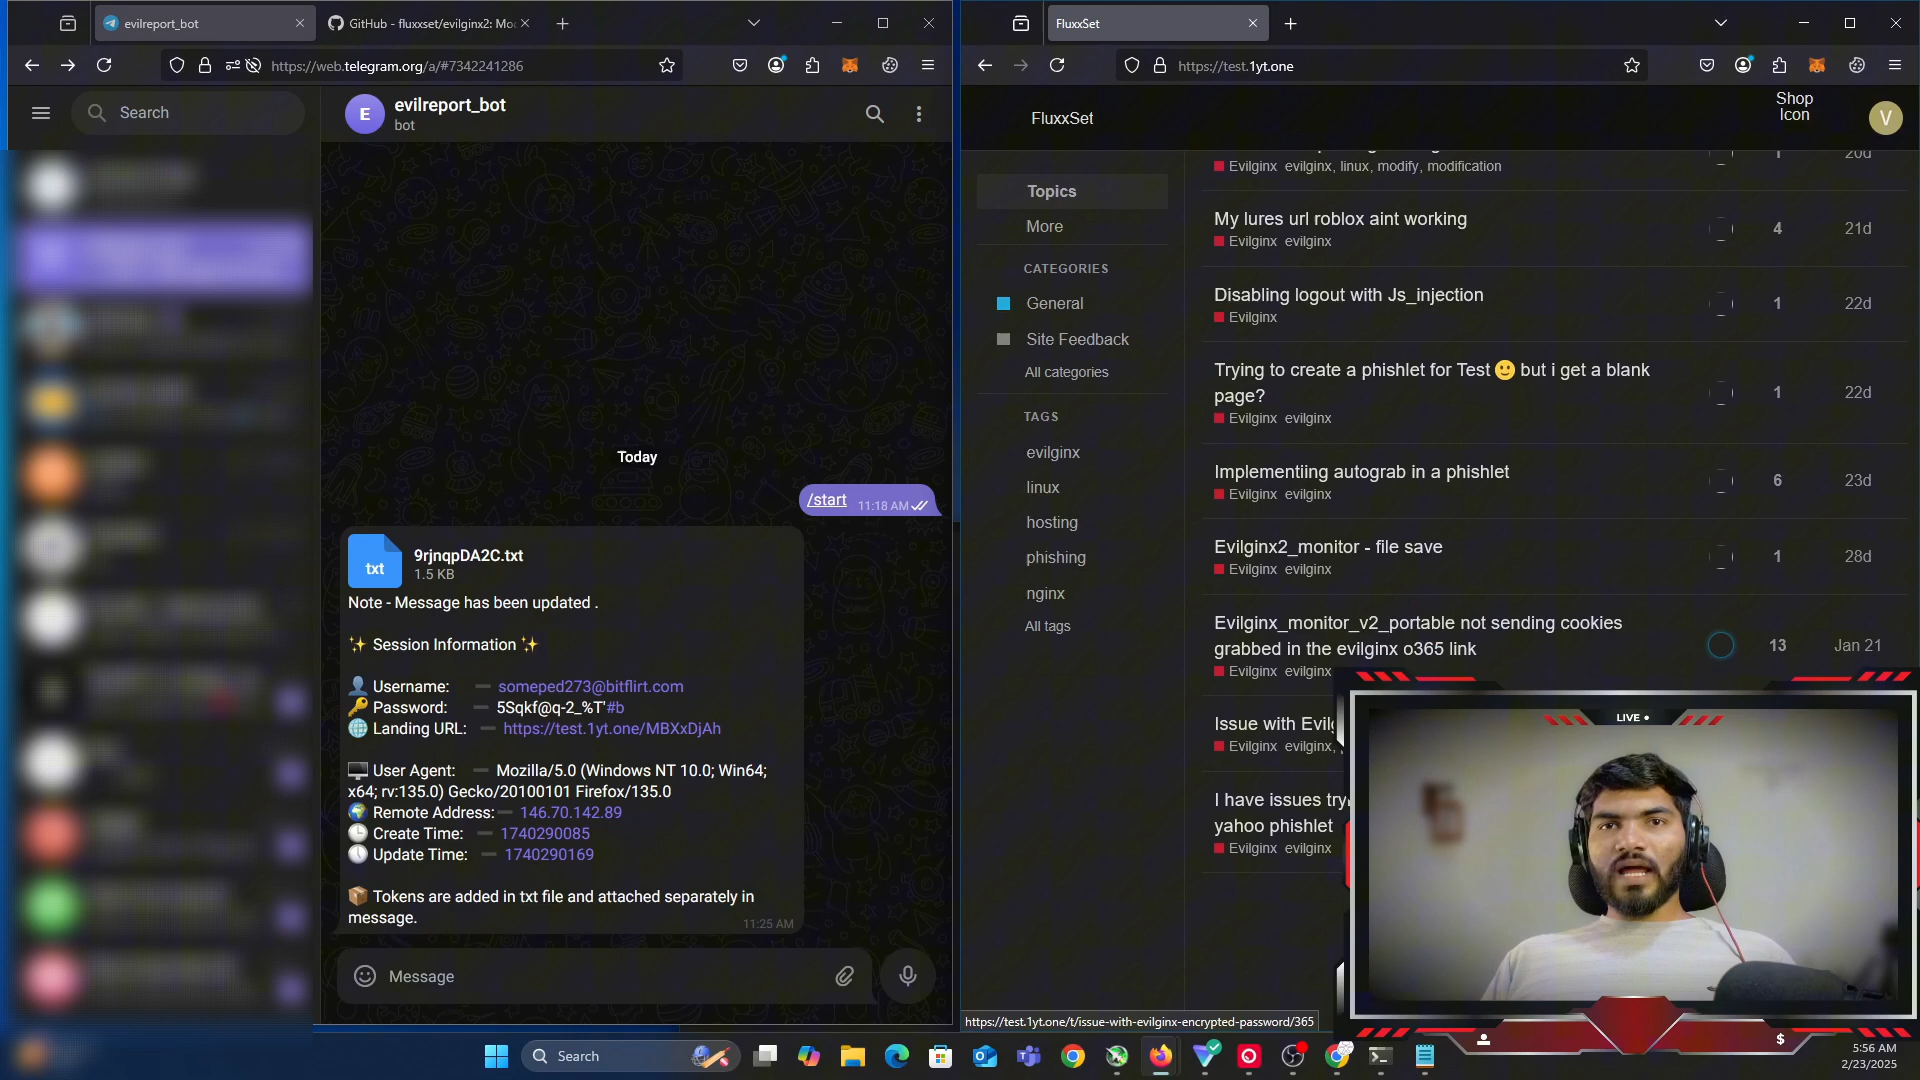 evilreport_bot
GitHub - fluxxset/evilginx2: Mo
https://web.telegram.org/a/#7342241286
Search
E
evilreport_bot
bot
Today
/start
11:18 AM
txt
9rjnqpDA2C.txt
1.5 KB
Note - Message has been updated .
✨ Session Information ✨
👤 Username: — someped273@bitflirt.com
🔑 Password: — 5Sqkf@q-2_%T'#b
🌐 Landing URL: — https://test.1yt.one/MBXxDjAh
🖥️ User Agent: — Mozilla/5.0 (Windows NT 10.0; Win64;
x64; rv:135.0) Gecko/20100101 Firefox/135.0
🌍 Remote Address: — 146.70.142.89
🕒 Create Time: — 1740290085
🕔 Update Time: — 1740290169
📦 Tokens are added in txt file and attached separately in
message.
11:25 AM
Message
FluxxSet
https://test.1yt.one
FluxxSet
Shop
Icon
V
Topics
More
CATEGORIES
General
Site Feedback
All categories
TAGS
evilginx
linux
hosting
phishing
nginx
All tags
1 20d
Evilginx evilginx, linux, modify, modification
My lures url roblox aint working
Evilginx evilginx
4 21d
Disabling logout with Js_injection
Evilginx
1 22d
Trying to create a phishlet for Test 🙂 but i get a blank
page?
Evilginx evilginx
1 22d
Implementiing autograb in a phishlet
Evilginx evilginx
6 23d
Evilginx2_monitor - file save
Evilginx evilginx
1 28d
Evilginx_monitor_v2_portable not sending cookies
grabbed in the evilginx o365 link
Evilginx evilginx
13 Jan 21
Issue with Evilg
Evilginx evilginx,
I have issues try
yahoo phishlet
Evilginx evilginx
LIVE
$
https://test.1yt.one/t/issue-with-evilginx-encrypted-password/365
Search
5:56 AM
2/23/2025